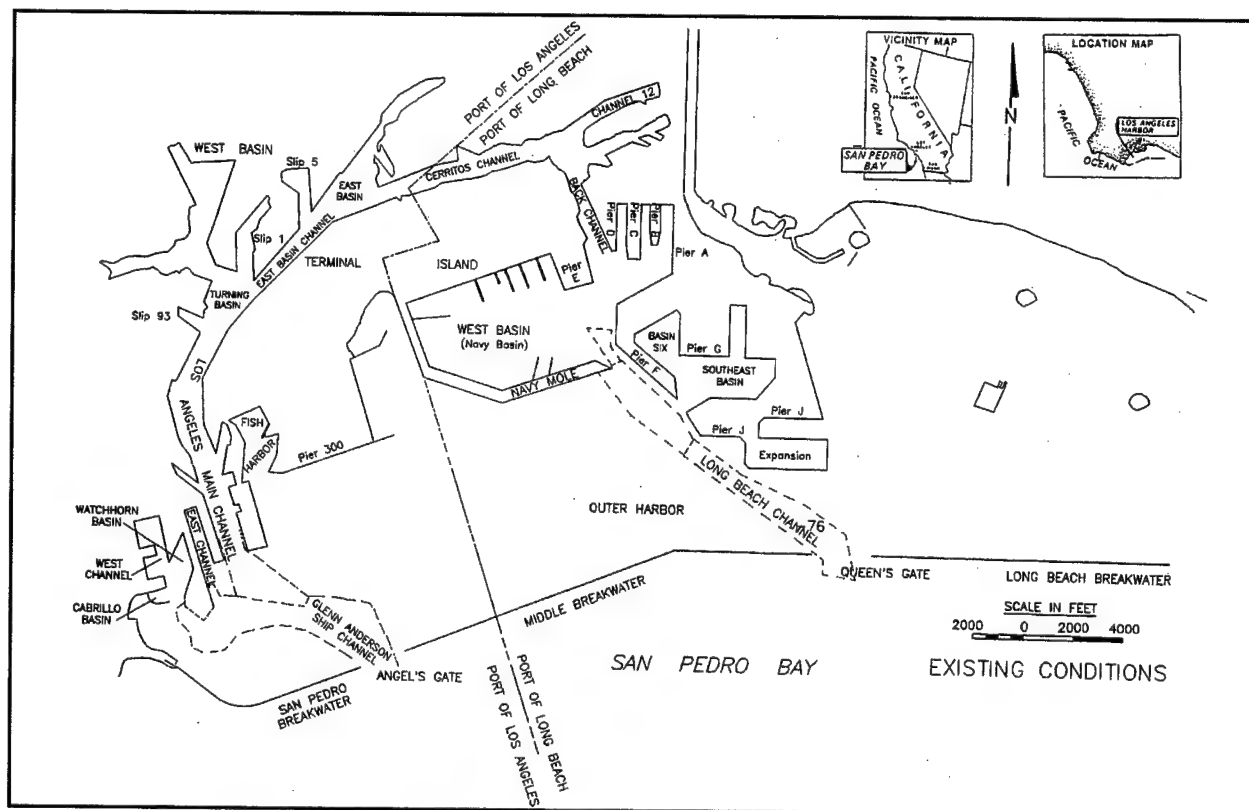 PORT OF LOS ANGELES
PORT OF LONG BEACH
VICINITY MAP
PACIFIC OCEAN
CALIFORNIA
SAN PEDRO
BAY
N
LOCATION MAP
LOS ANGELES
HARBOR
PACIFIC
OCEAN
WEST BASIN
Slip 5
EAST
BASIN
CERRITOS CHANNEL
CHANNEL 12
BACK CHANNEL
Slip 1
EAST BASIN CHANNEL
TURNING
BASIN
Slip 93
TERMINAL
ISLAND
Pier D
Pier C
Pier B
Pier A
Pier
E
WEST BASIN
(Navy Basin)
NAVY MOLE
BASIN
SIX
Pier F
Pier G
SOUTHEAST
BASIN
Pier J
Pier J
Expansion
LOS ANGELES MAIN CHANNEL
FISH
HARBOR
Pier 300
LONG BEACH CHANNEL
76
OUTER HARBOR
WATCHHORN
BASIN
EAST CHANNEL
WEST
CHANNEL
CABRILLO
BASIN
GLENN ANDERSON
SHIP CHANNEL
ANGEL'S GATE
SAN PEDRO
BREAKWATER
MIDDLE BREAKWATER
QUEEN'S GATE
LONG BEACH BREAKWATER
SCALE IN FEET
2000 0 2000 4000
SAN PEDRO BAY
EXISTING CONDITIONS
PORT OF LONG BEACH
PORT OF LOS ANGELES